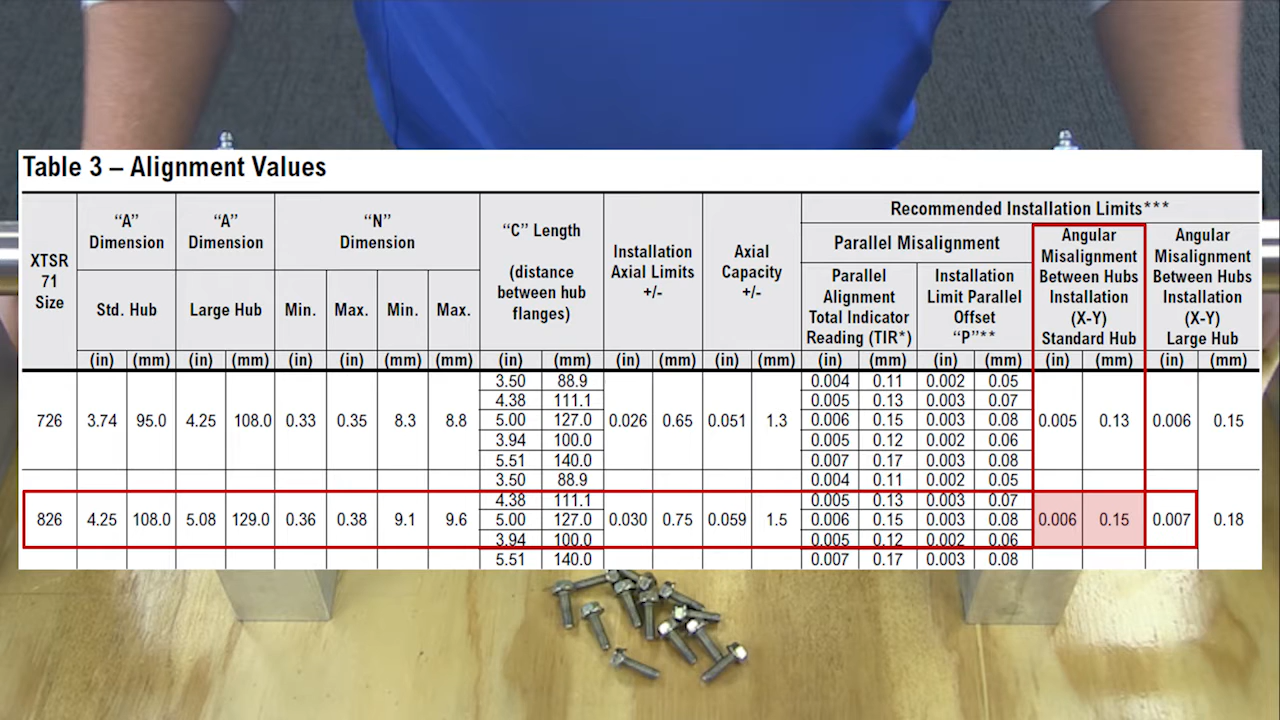 Table 3 – Alignment Values
XTSR
71
Size
“A”
Dimension
“A”
Dimension
“N”
Dimension
“C” Length
(distance
between hub
flanges)
Installation
Axial Limits
+/-
Axial
Capacity
+/-
Recommended Installation Limits***
Parallel Misalignment
Angular
Misalignment
Between Hubs
Installation
(X-Y)
Standard Hub
Angular
Misalignment
Between Hubs
Installation
(X-Y)
Large Hub
Std. Hub
Large Hub
Min.
Max.
Min.
Max.
Parallel
Alignment
Total Indicator
Reading (TIR*)
Installation
Limit Parallel
Offset
“P”**
(in) (mm) (in) (mm) (in) (in) (mm) (mm) (in) (mm) (in) (mm) (in) (mm) (in) (mm) (in) (mm) (in) (mm) (in) (mm)
3.50 88.9 0.004 0.11 0.002 0.05
4.38 111.1 0.005 0.13 0.003 0.07
726 3.74 95.0 4.25 108.0 0.33 0.35 8.3 8.8 5.00 127.0 0.026 0.65 0.051 1.3 0.006 0.15 0.003 0.08 0.005 0.13 0.006 0.15
3.94 100.0 0.005 0.12 0.002 0.06
5.51 140.0 0.007 0.17 0.003 0.08
3.50 88.9 0.004 0.11 0.002 0.05
4.38 111.1 0.005 0.13 0.003 0.07
826 4.25 108.0 5.08 129.0 0.36 0.38 9.1 9.6 5.00 127.0 0.030 0.75 0.059 1.5 0.006 0.15 0.003 0.08 0.006 0.15 0.007 0.18
3.94 100.0 0.005 0.12 0.002 0.06
5.51 140.0 0.007 0.17 0.003 0.08